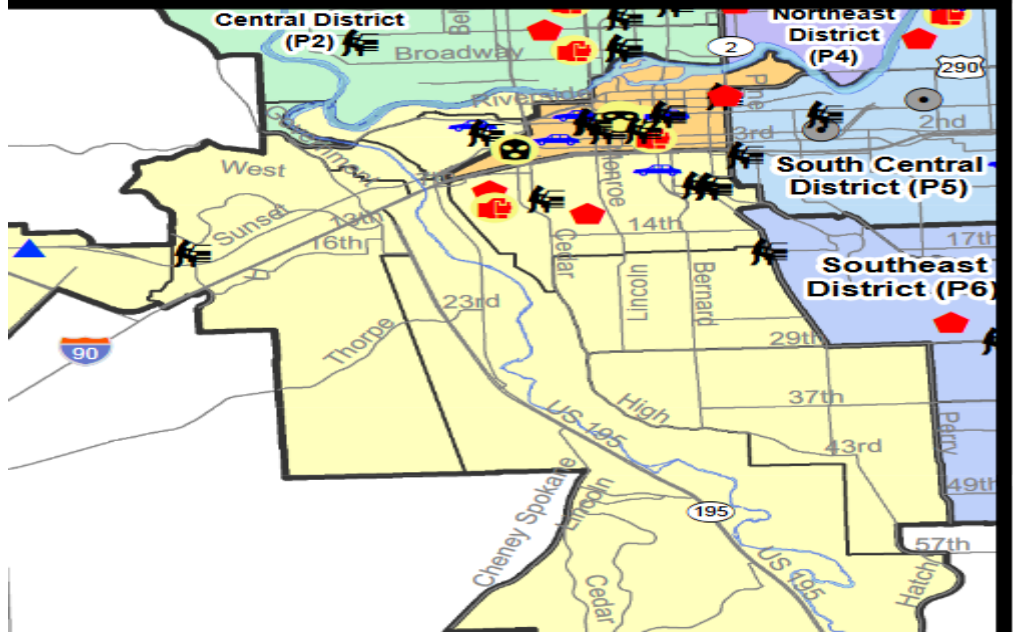 Central District
(P2)
Northeast
District
(P4)
Broadway
2
290
Pine
2nd
3rd
South Central
District (P5)
West
Monroe
Sunset
13th
16th
14th
17th
Cedar
Southeast
District (P6)
Lincoln
Bernard
23rd
Thorpe
29th
90
High
37th
US 195
43rd
Perry
49th
Cheney Spokane
Lincoln
195
57th
US 195
Hatch
Cedar